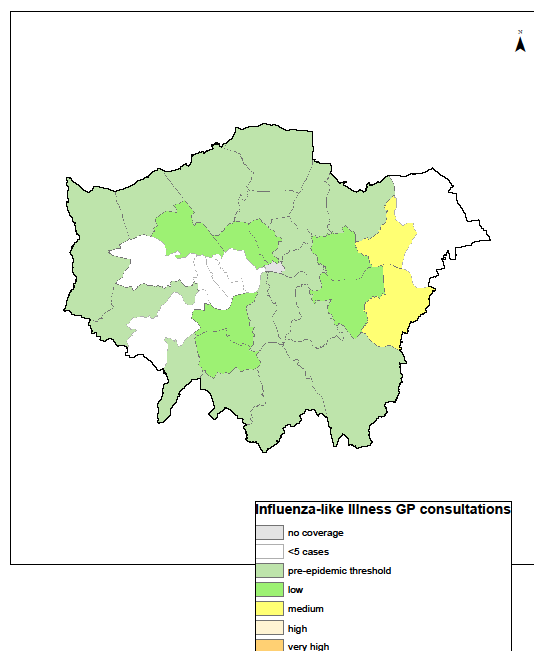 N
Influenza-like Illness GP consultations
no coverage
<5 cases
pre-epidemic threshold
low
medium
high
very high